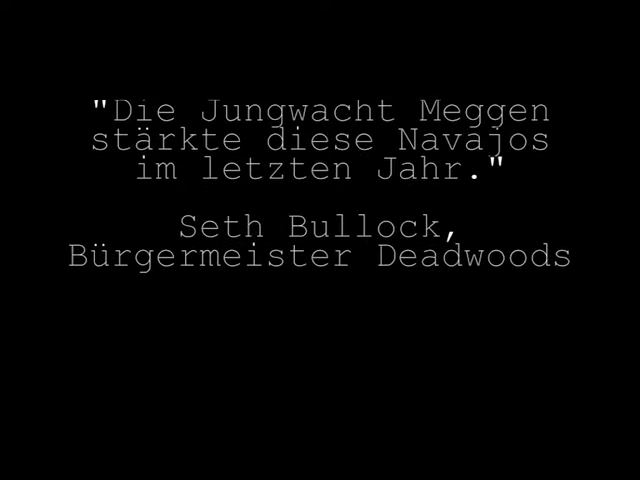 "Die Jungwacht Meggen
stärkte diese Navajos
im letzten Jahr."
Seth Bullock,
Bürgermeister Deadwoods